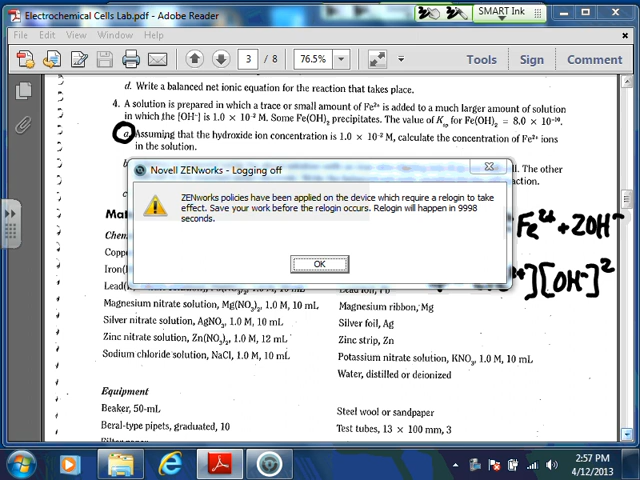 Electrochemical Cells Lab.pdf - Adobe Reader
SMART Ink
File Edit View Window Help
3 / 8 76.5% Tools Sign Comment
d. Write a balanced net ionic equation for the reaction that takes place.
4. A solution is prepared in which a trace or small amount of Fe²⁺ is added to a much larger amount of solution
in which the [OH⁻] is 1.0 × 10⁻² M. Some Fe(OH)₂ precipitates. The value of Ksp for Fe(OH)₂ = 8.0 × 10⁻¹⁰.
a. Assuming that the hydroxide ion concentration is 1.0 × 10⁻² M, calculate the concentration of Fe²⁺ ions
in the solution.
b
The other
c
Novell ZENworks - Logging off
ZENworks policies have been applied on the device which require a relogin to take
effect. Save your work before the relogin occurs. Relogin will happen in 9998
seconds.
OK
Fe²⁺ + 2OH⁻
][OH⁻]²
Mat
Chem
Coppe
Iron(I
Lead(
Magnesium nitrate solution, Mg(NO₃)₂, 1.0 M, 10 mL
Silver nitrate solution, AgNO₃, 1.0 M, 10 mL
Zinc nitrate solution, Zn(NO₃)₂, 1.0 M, 12 mL
Sodium chloride solution, NaCl, 1.0 M, 10 mL
Magnesium ribbon, Mg
Silver foil, Ag
Zinc strip, Zn
Potassium nitrate solution, KNO₃, 1.0 M, 10 mL
Water, distilled or deionized
Equipment
Beaker, 50-mL
Beral-type pipets, graduated, 10
Filter paper
Steel wool or sandpaper
Test tubes, 13 × 100 mm, 3
2:57 PM
4/12/2013